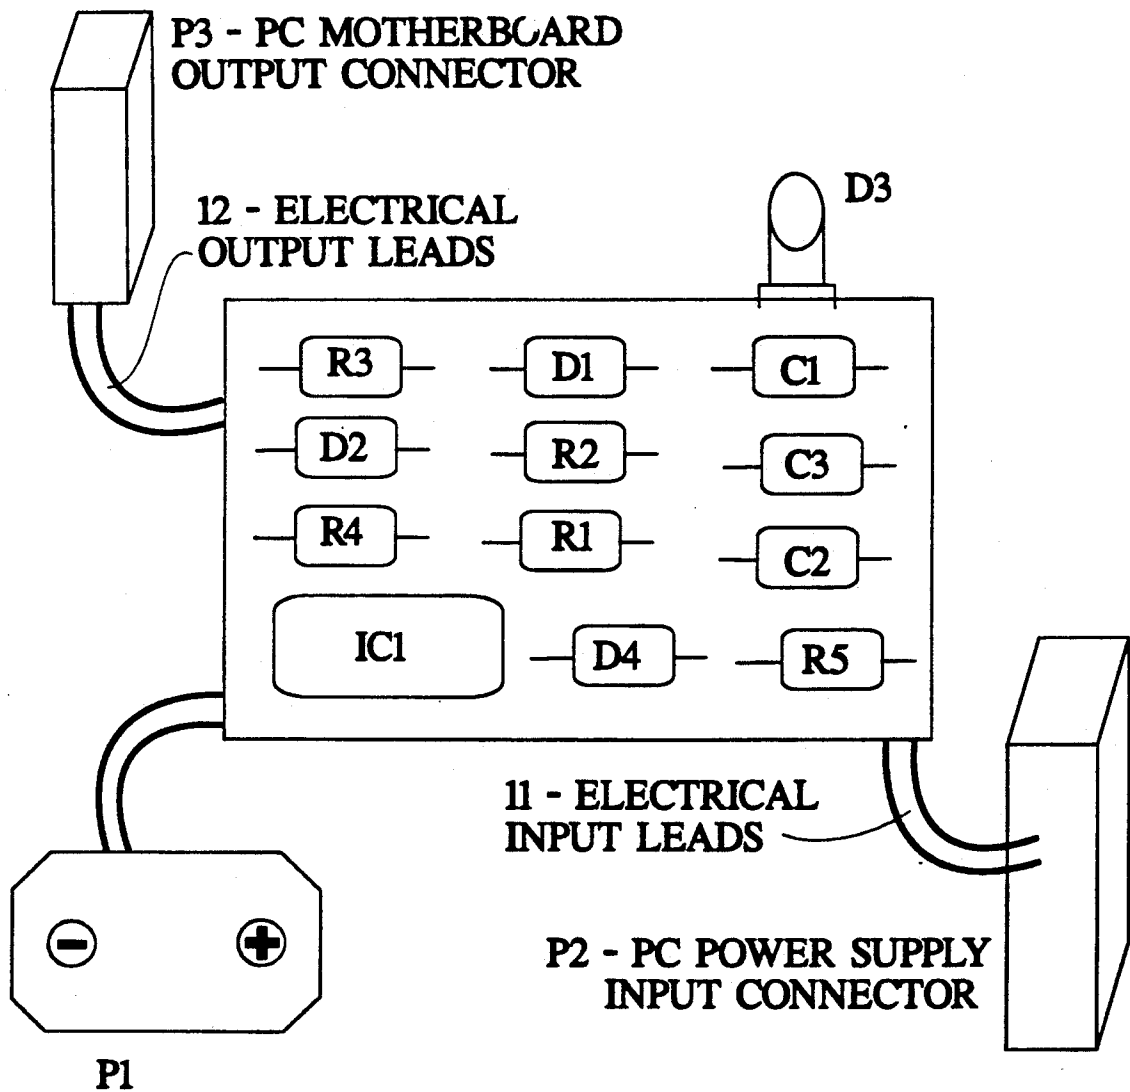 P3 - PC MOTHERBOARD
OUTPUT CONNECTOR
D3
12 - ELECTRICAL
OUTPUT LEADS
R3
D1
C1
D2
R2
C3
R4
R1
C2
IC1
D4
R5
11 - ELECTRICAL
INPUT LEADS
P2 - PC POWER SUPPLY
INPUT CONNECTOR
P1